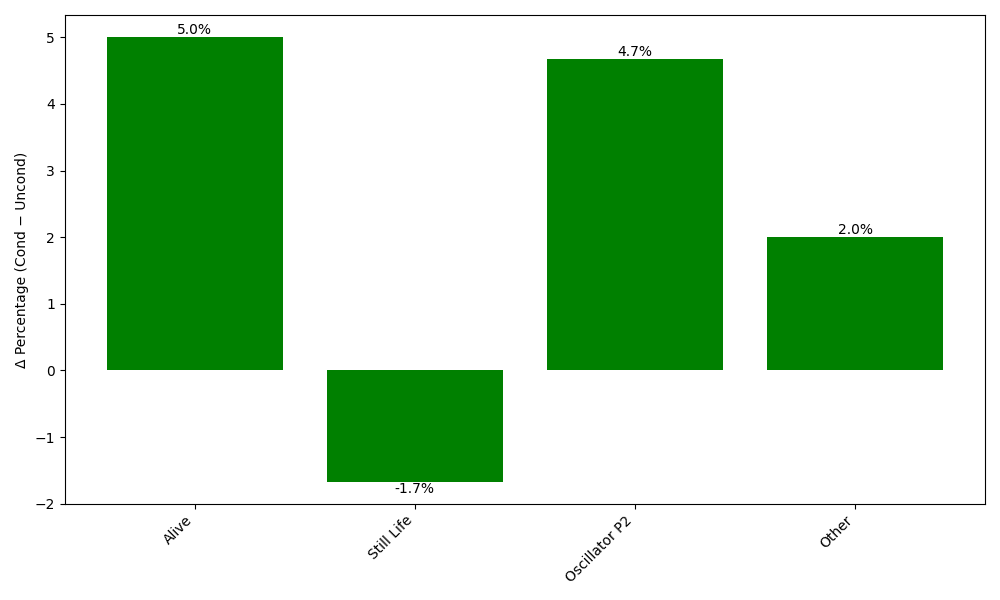 Δ Percentage (Cond − Uncond)
5
4
3
2
1
0
−1
−2
5.0%
-1.7%
4.7%
2.0%
Alive
Still Life
Oscillator P2
Other